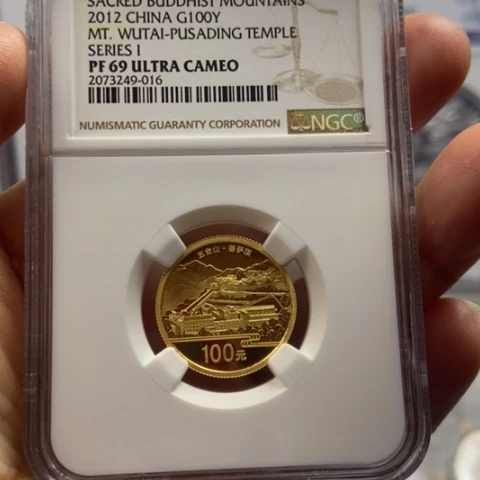 SACRED BUDDHIST MOUNTAINS
2012 CHINA G100Y
MT. WUTAI-PUSADING TEMPLE
SERIES I
PF 69 ULTRA CAMEO
2073249-016
NUMISMATIC GUARANTY CORPORATION
NGC®
五台山·菩萨顶
100元